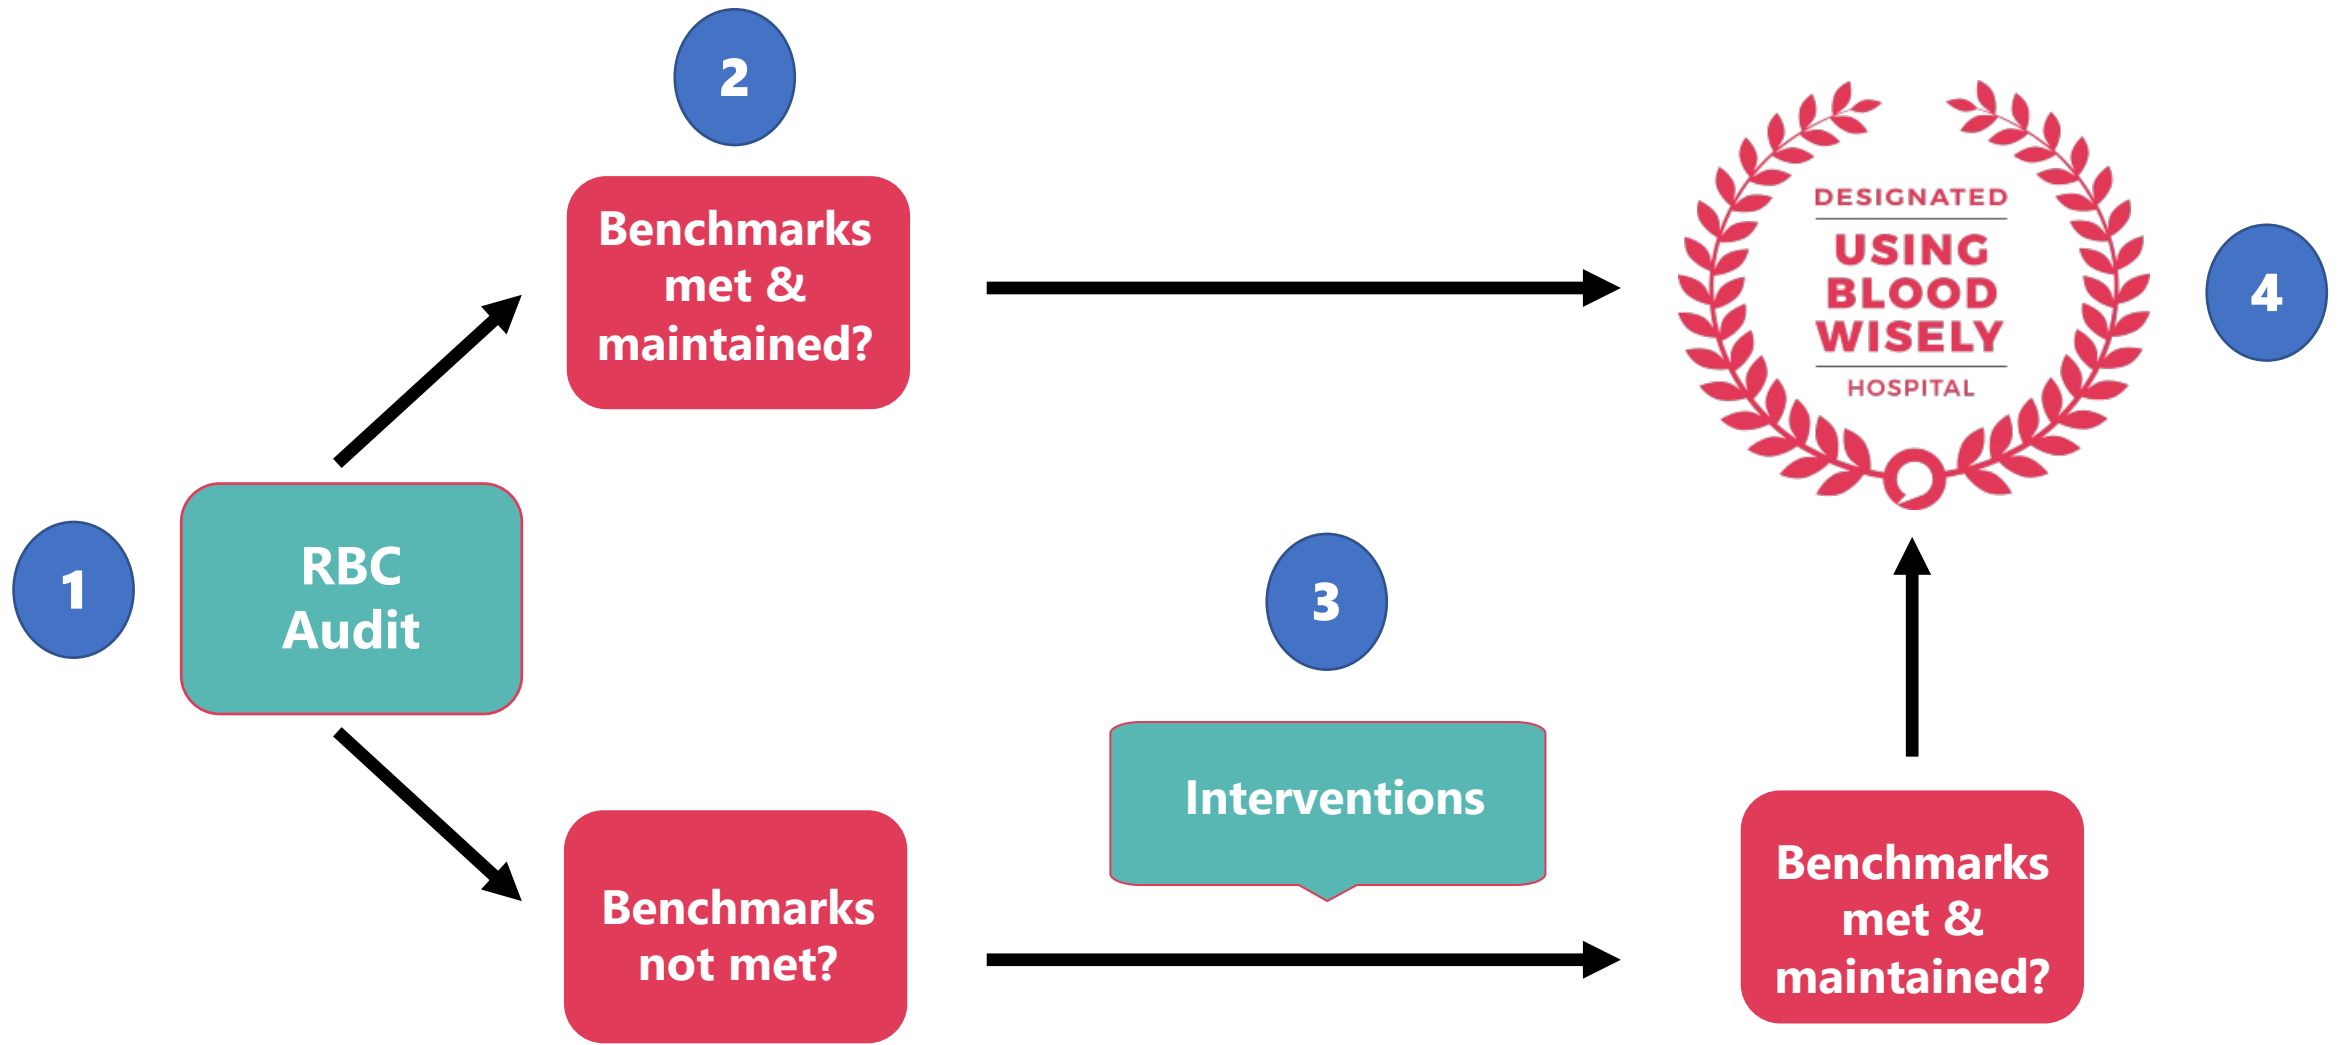 2
Benchmarks
met &
maintained?
DESIGNATED
USING
BLOOD
WISELY
HOSPITAL
4
1
RBC
Audit
3
Interventions
Benchmarks
not met?
Benchmarks
met &
maintained?